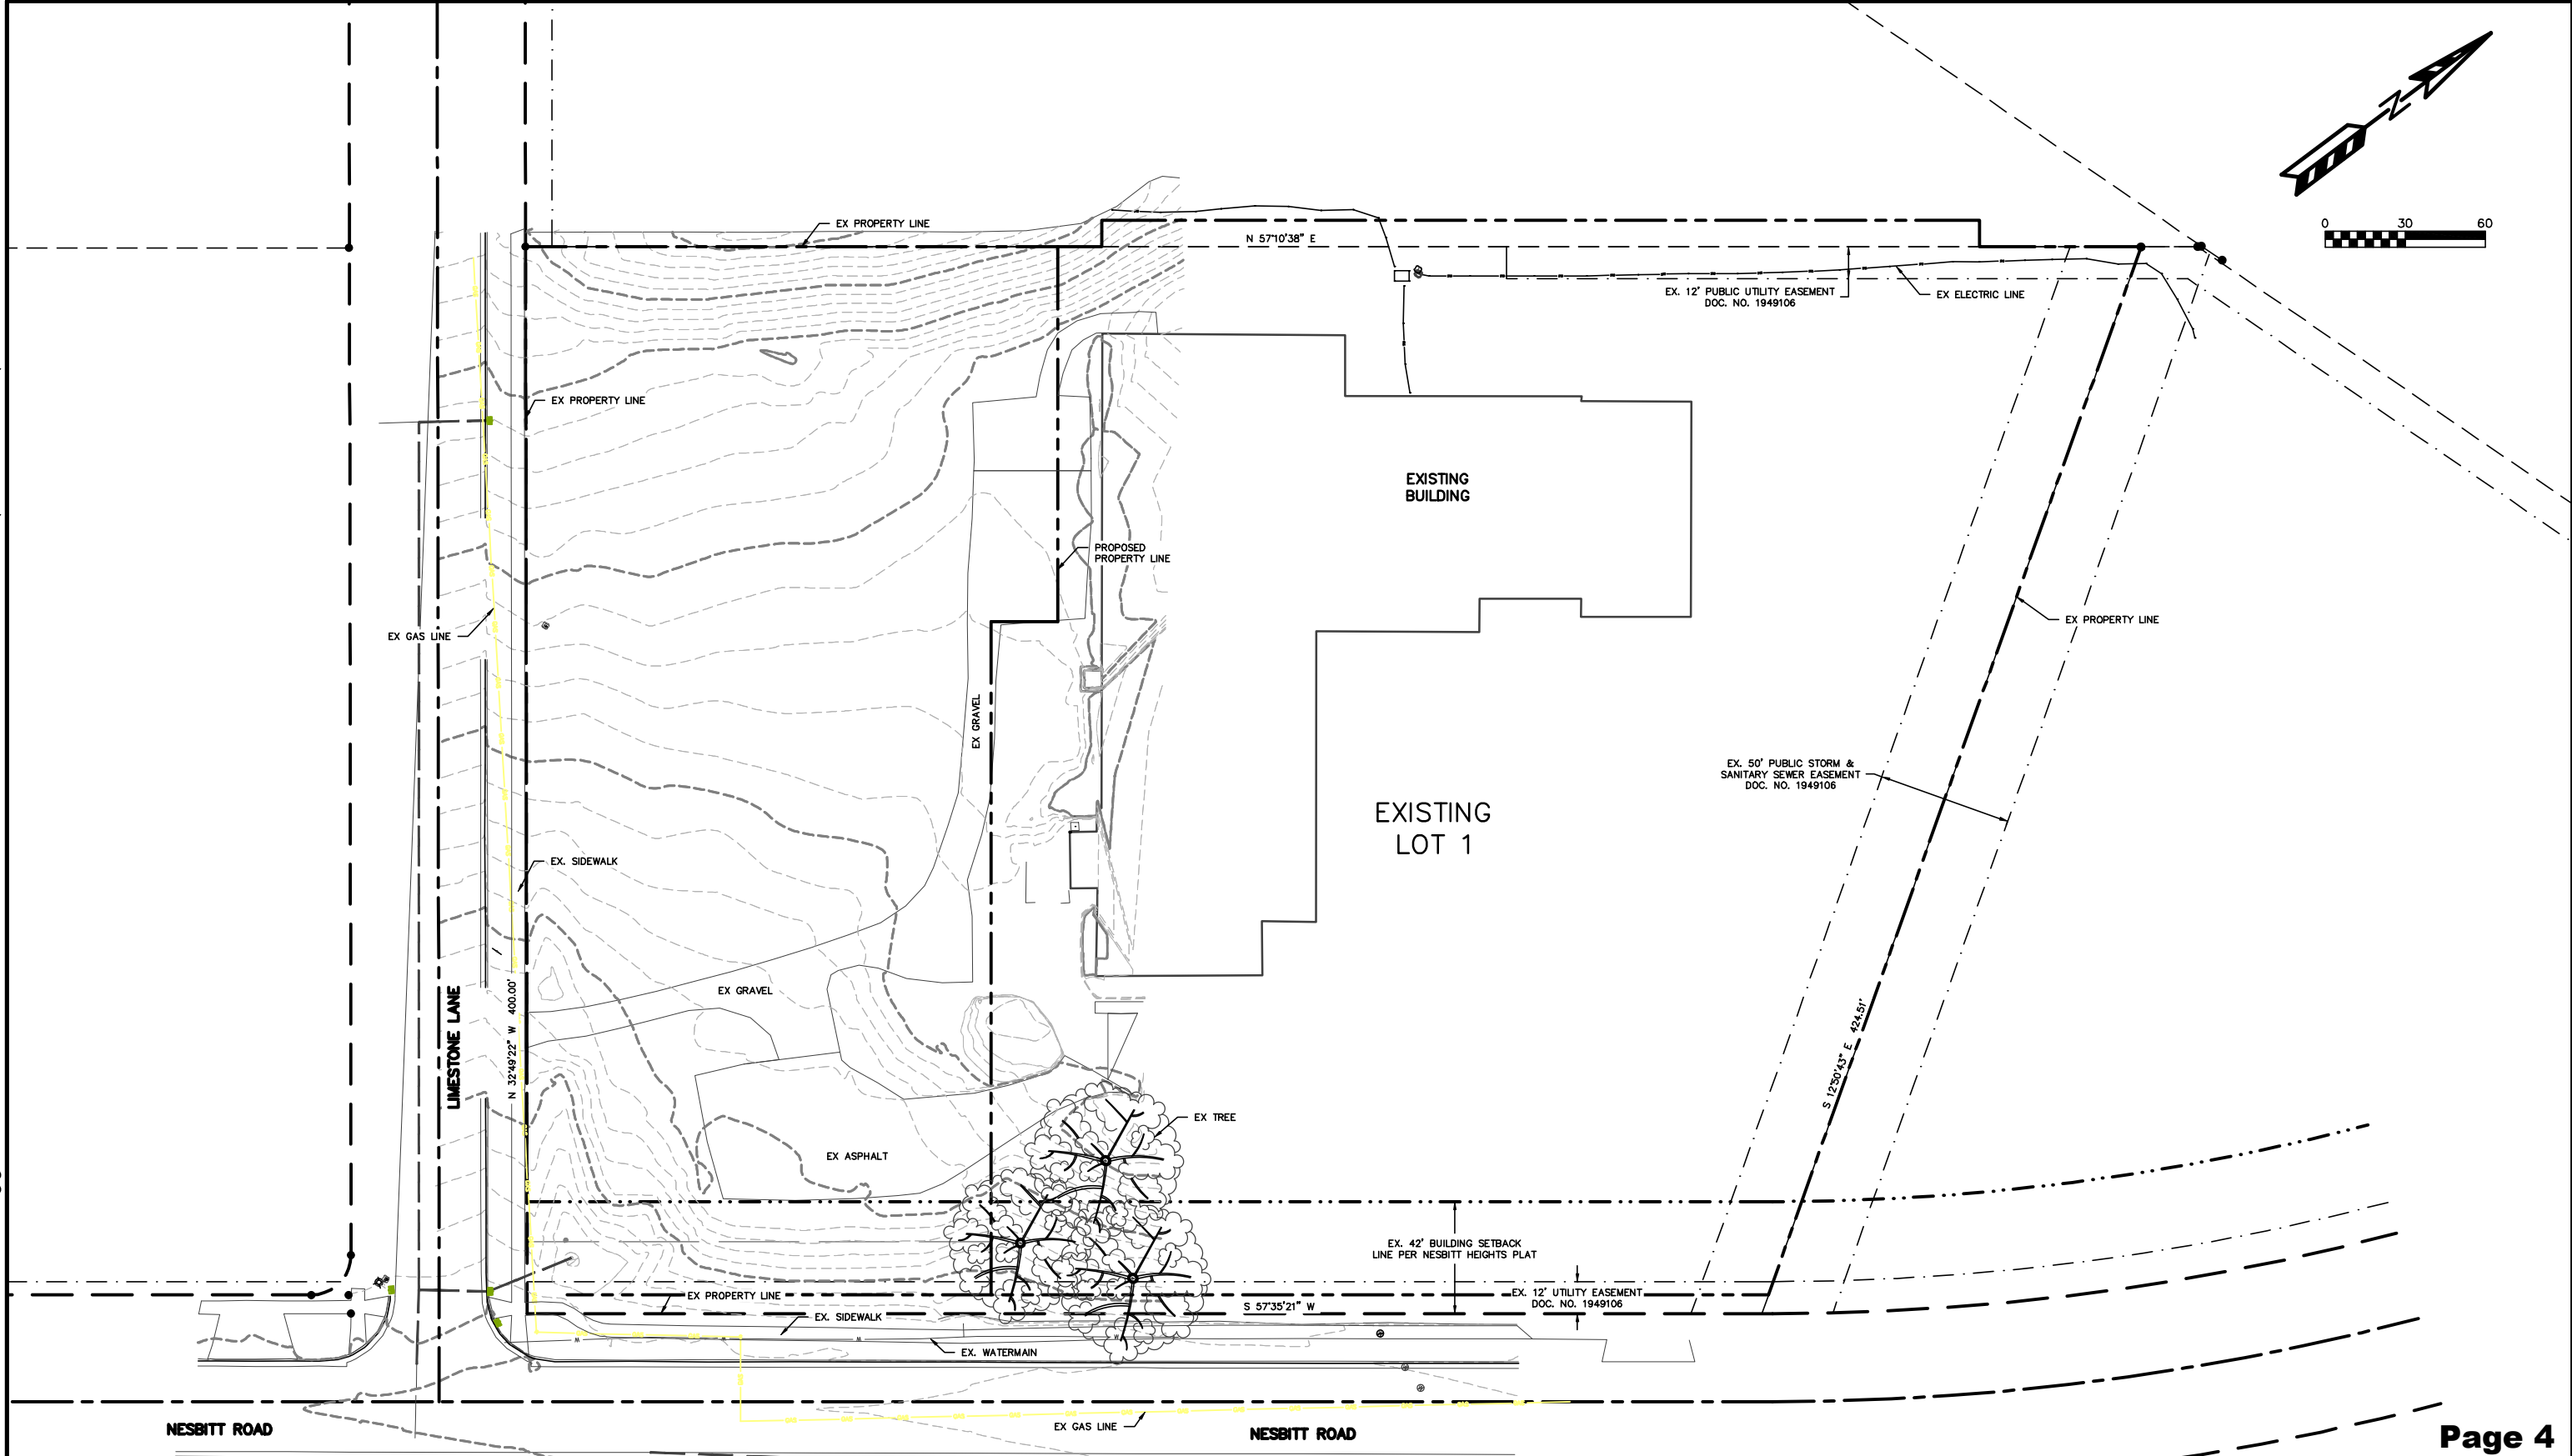 Z
0 30 60
EX PROPERTY LINE
N 57°10'38" E
EX. 12' PUBLIC UTILITY EASEMENT
DOC. NO. 1949106
EX ELECTRIC LINE
EX PROPERTY LINE
EXISTING
BUILDING
PROPOSED
PROPERTY LINE
EX GAS LINE
EX PROPERTY LINE
EX GRAVEL
EX. 50' PUBLIC STORM &
SANITARY SEWER EASEMENT
DOC. NO. 1949106
EXISTING
LOT 1
EX. SIDEWALK
EX GRAVEL
LIMESTONE LANE
N 32°49'22" W 400.00'
S 12°50'43" E 424.51'
EX TREE
EX ASPHALT
EX. 42' BUILDING SETBACK
LINE PER NESBITT HEIGHTS PLAT
EX PROPERTY LINE
EX. 12' UTILITY EASEMENT
DOC. NO. 1949106
S 57°35'21" W
EX. SIDEWALK
W W W
EX. WATERMAIN
EX GAS LINE
NESBITT ROAD
NESBITT ROAD
Page 4